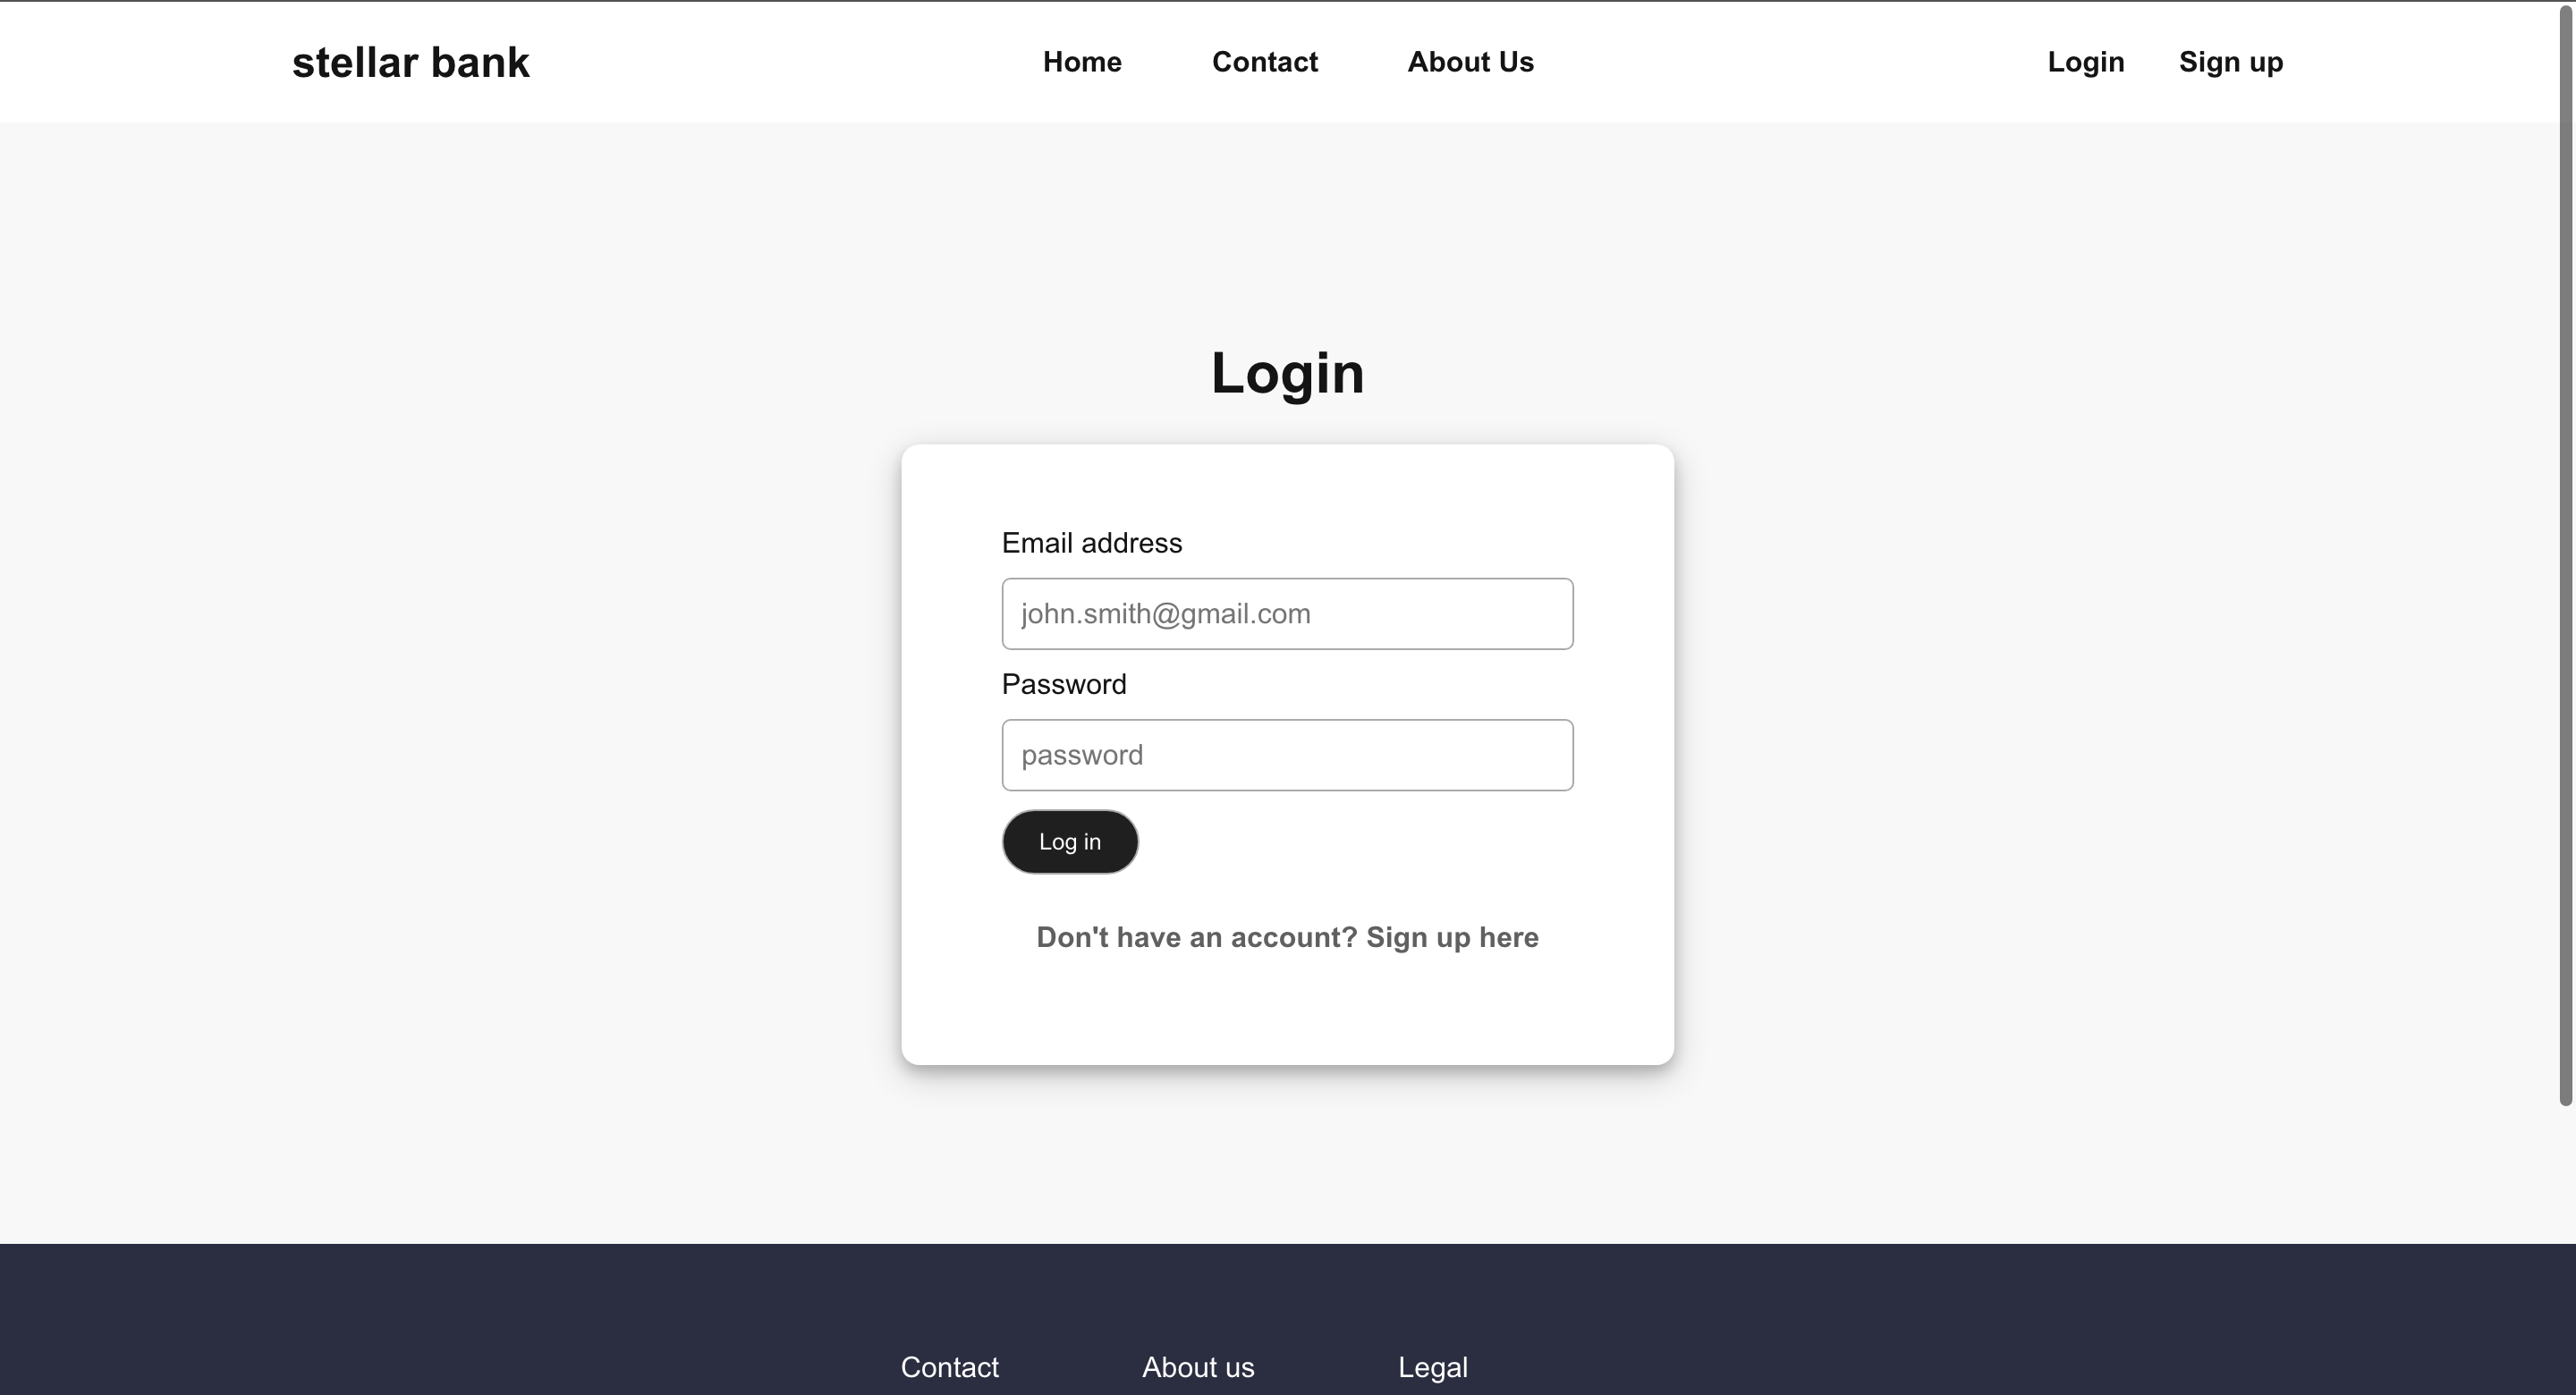 stellar bank Home Contact About Us Login Sign up
Login
Email address
john.smith@gmail.com
Password
password
Log in
Don't have an account? Sign up here
Contact About us Legal